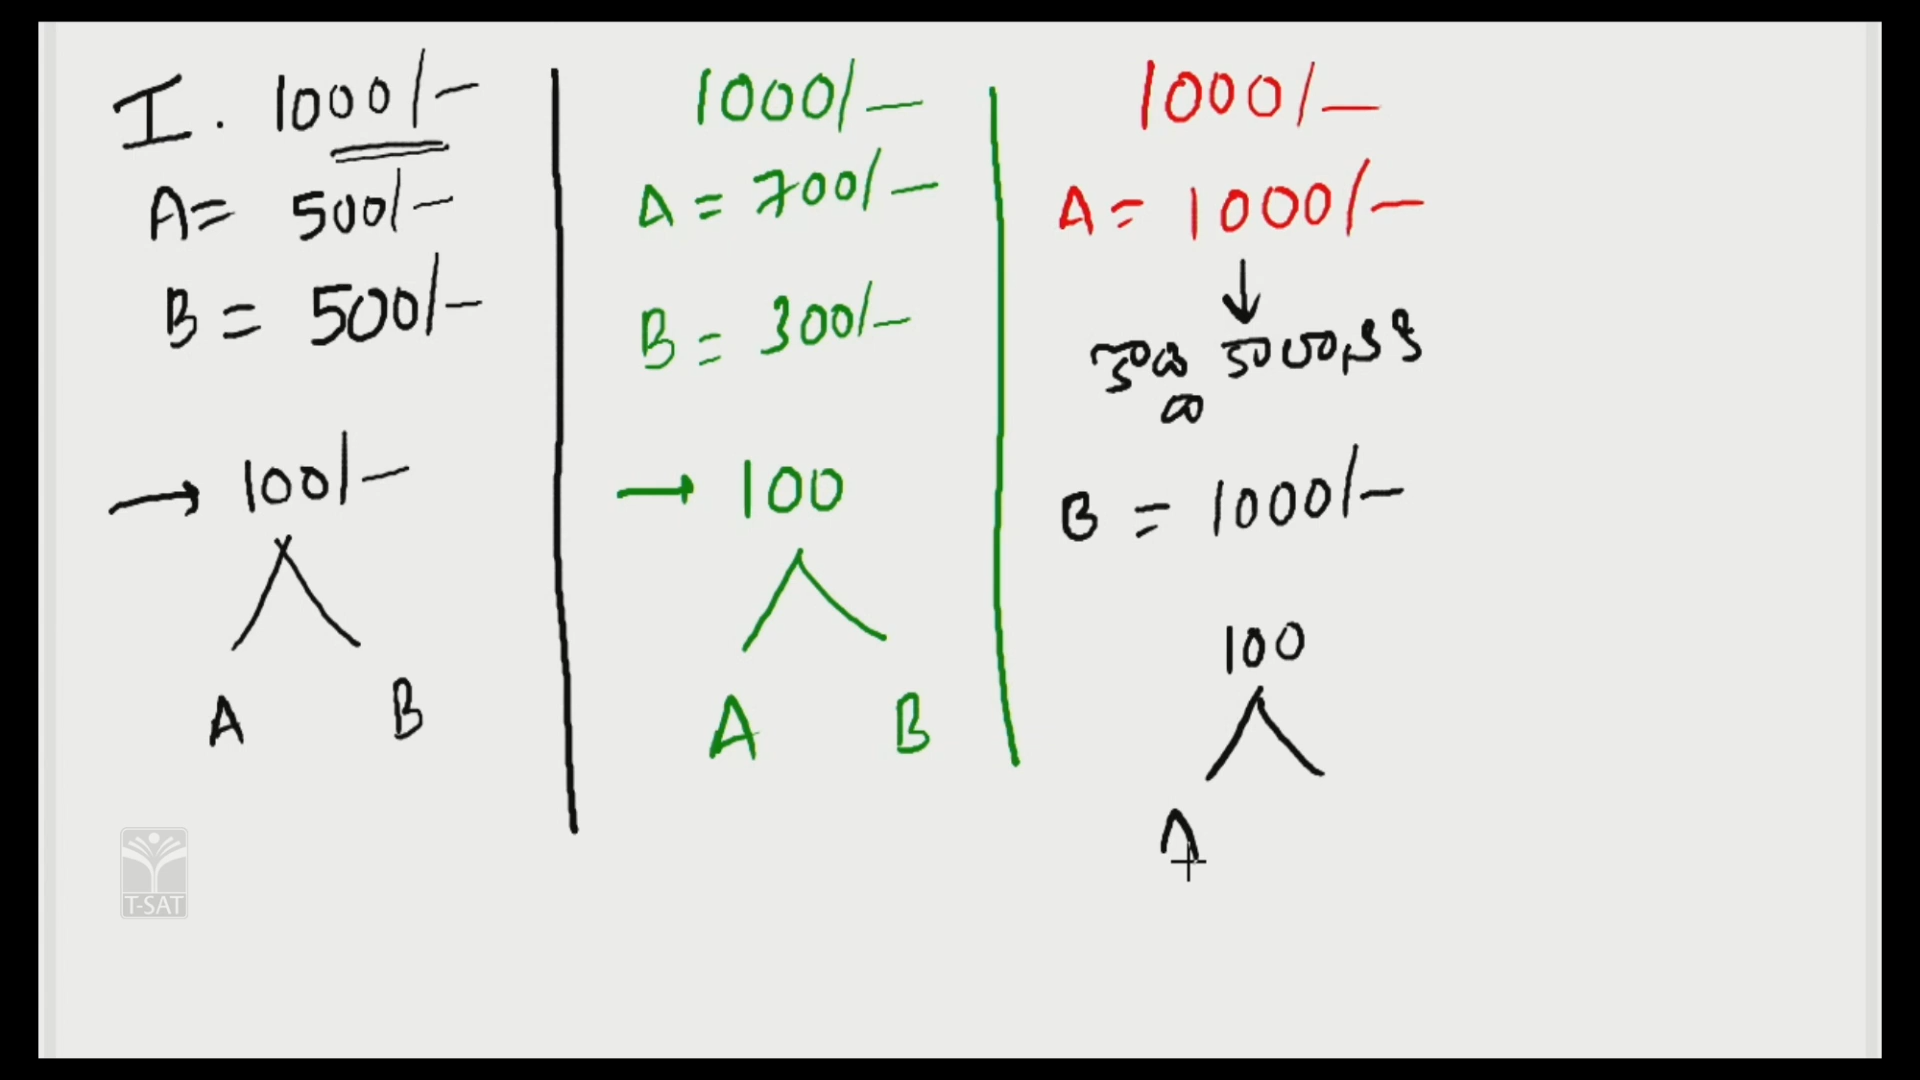 I. 1000/-
A = 500/-
B = 500/-
→ 100/-
A B
1000/-
A = 700/-
B = 300/-
→ 100
A B
1000/-
A = 1000/-
B = 1000/-
100
A
T-SAT